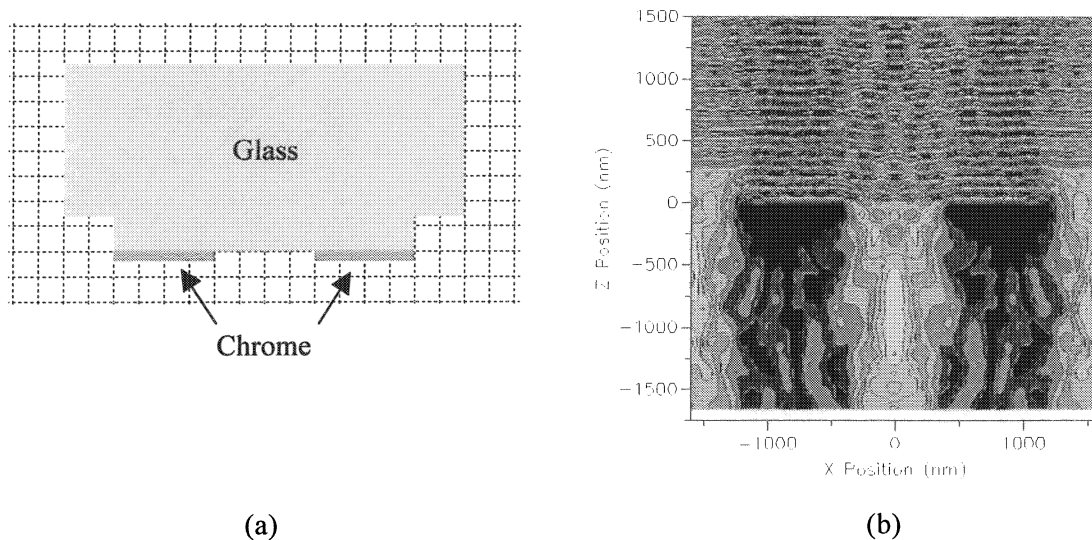 Glass
Chrome
(a)
1500
1000
500
0
−500
−1000
−1500
Z Position (nm)
−1000
0
1000
X Position (nm)
(b)